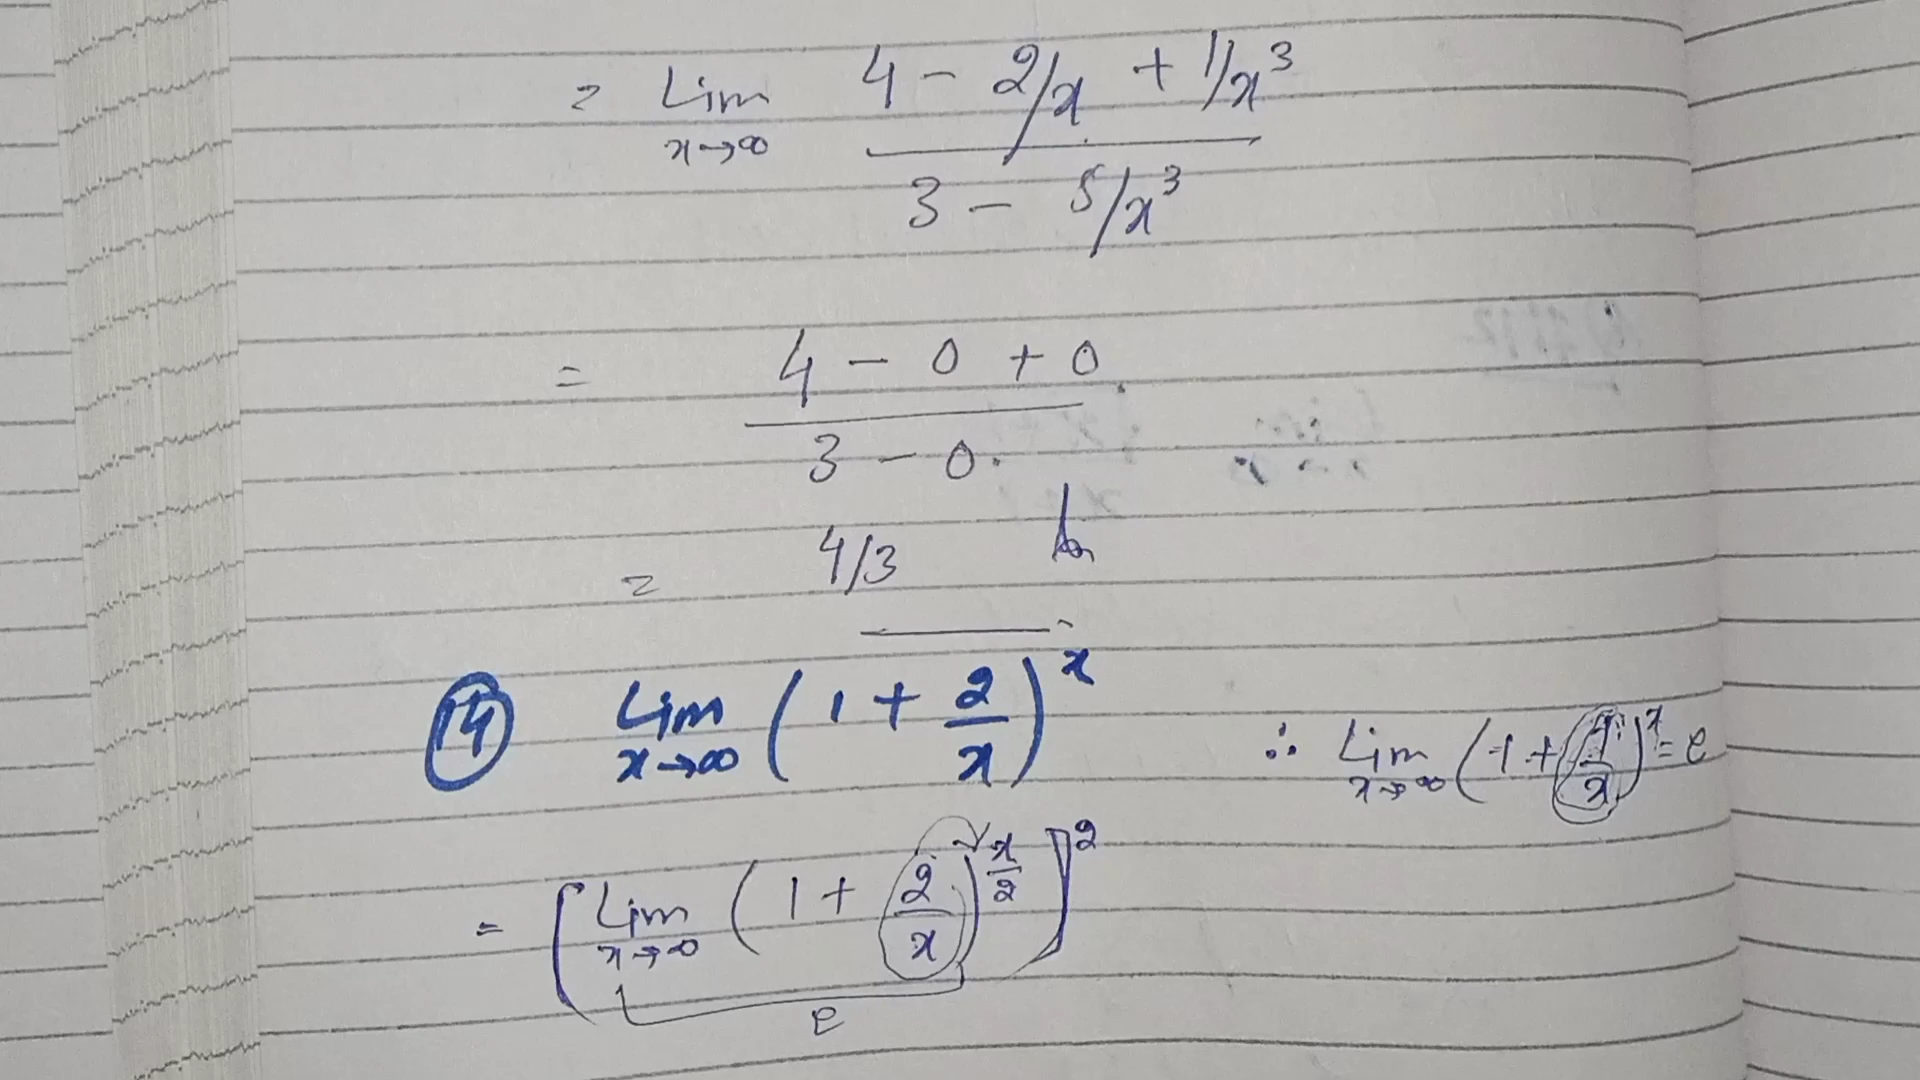 = Lim x→∞ (4 - 2/x + 1/x³) / (3 - 5/x³)
= (4 - 0 + 0) / (3 - 0)
= 4/3
14 Lim x→∞ (1 + 2/x)^x ∴ Lim x→∞ (1 + 1/x)^x = e
= [Lim x→∞ (1 + 2/x)^(x/2)]²
e